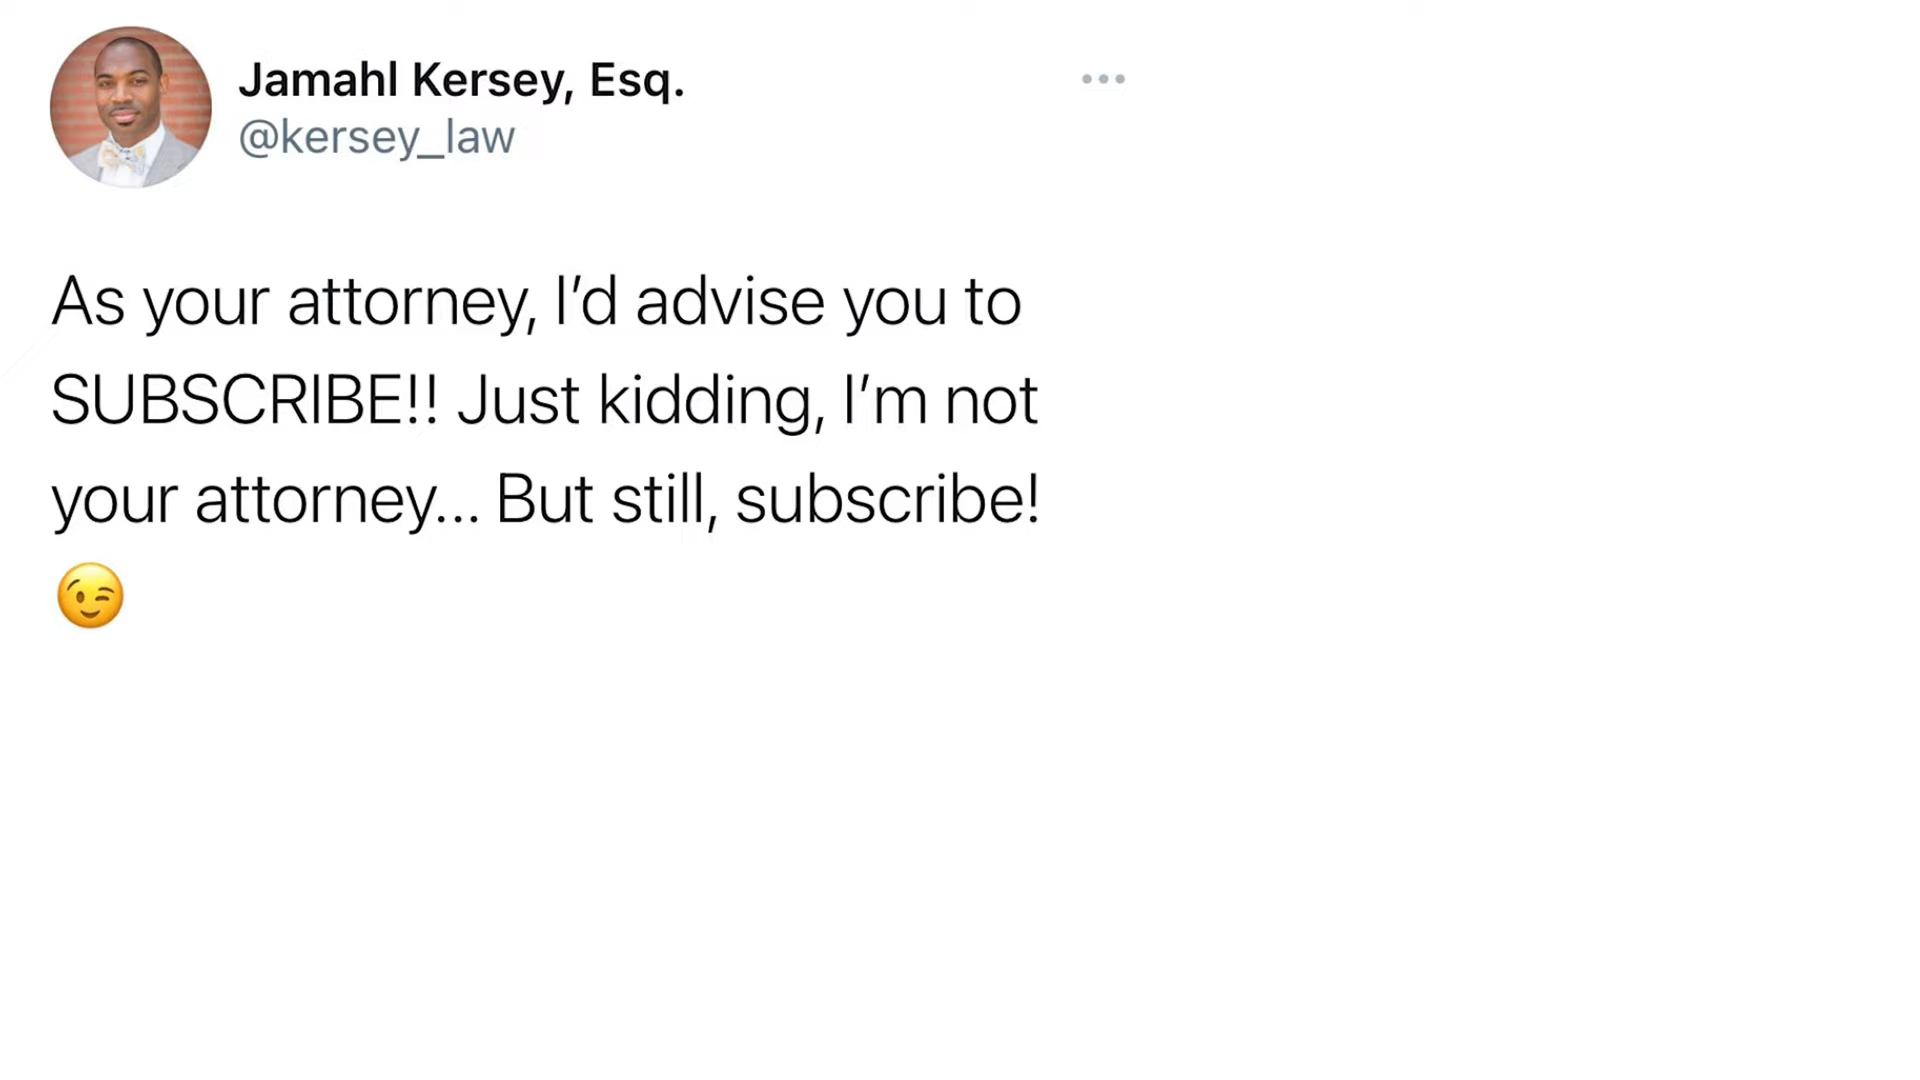 Jamahl Kersey, Esq.
@kersey_law
As your attorney, I’d advise you to
SUBSCRIBE!! Just kidding, I’m not
your attorney... But still, subscribe!
😉